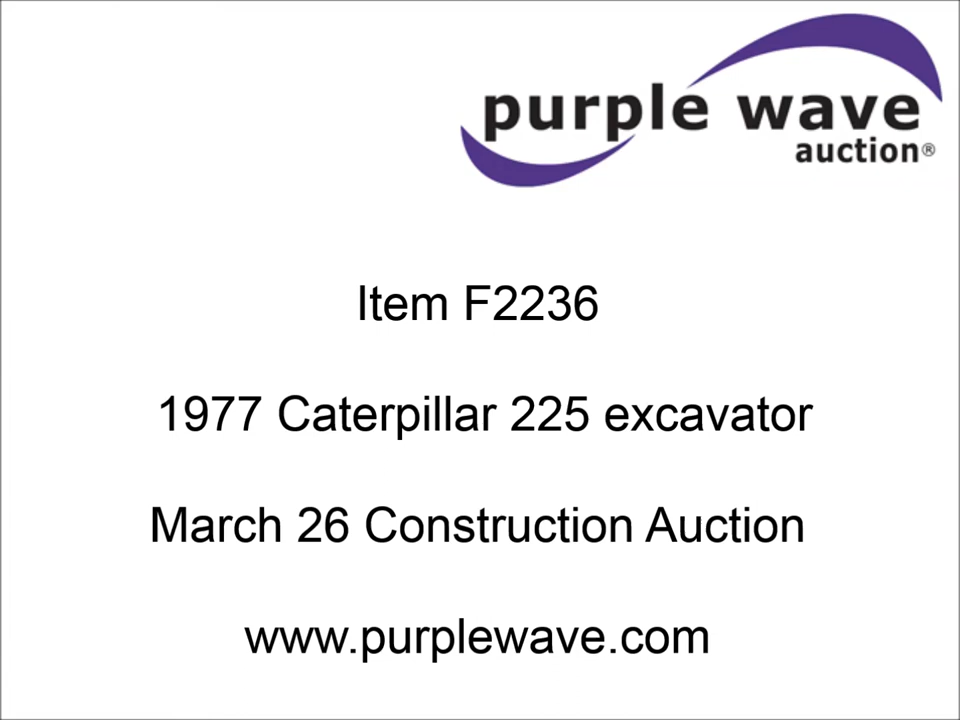 purple wave
auction®
Item F2236
1977 Caterpillar 225 excavator
March 26 Construction Auction
www.purplewave.com